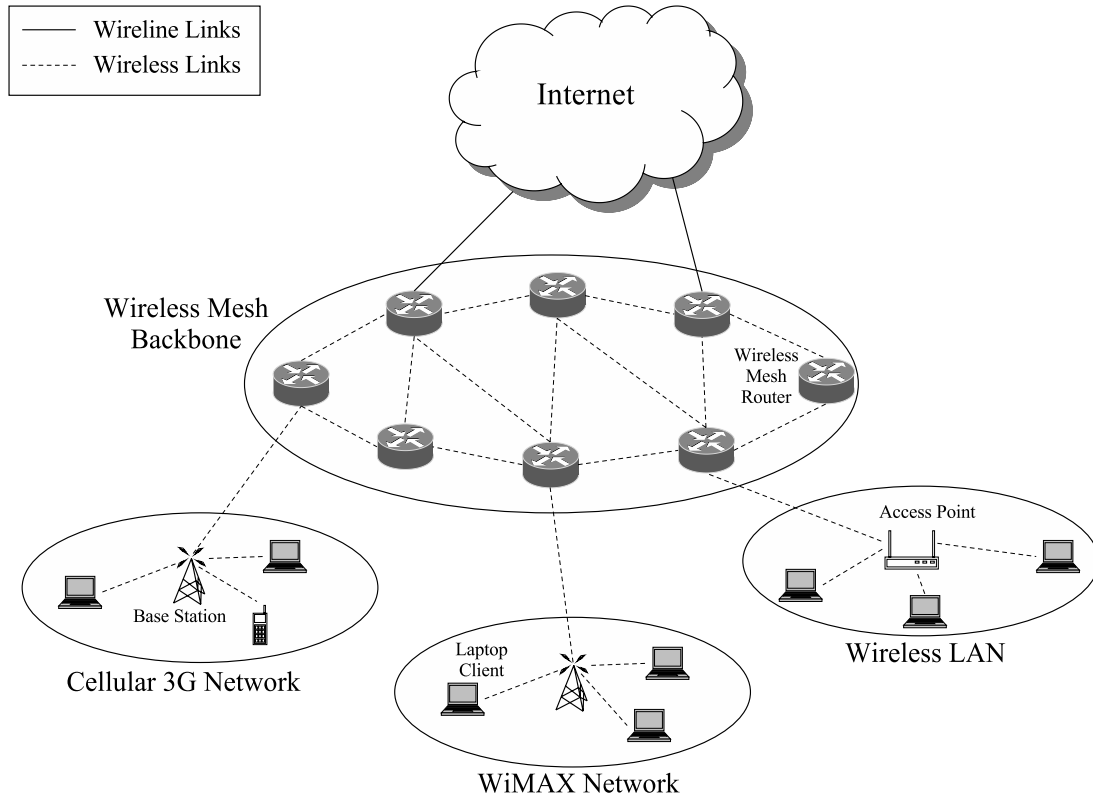 Wireline Links
Wireless Links
Internet
Wireless Mesh
Backbone
Wireless
Mesh
Router
Access Point
Base Station
Wireless LAN
Laptop
Client
Cellular 3G Network
WiMAX Network